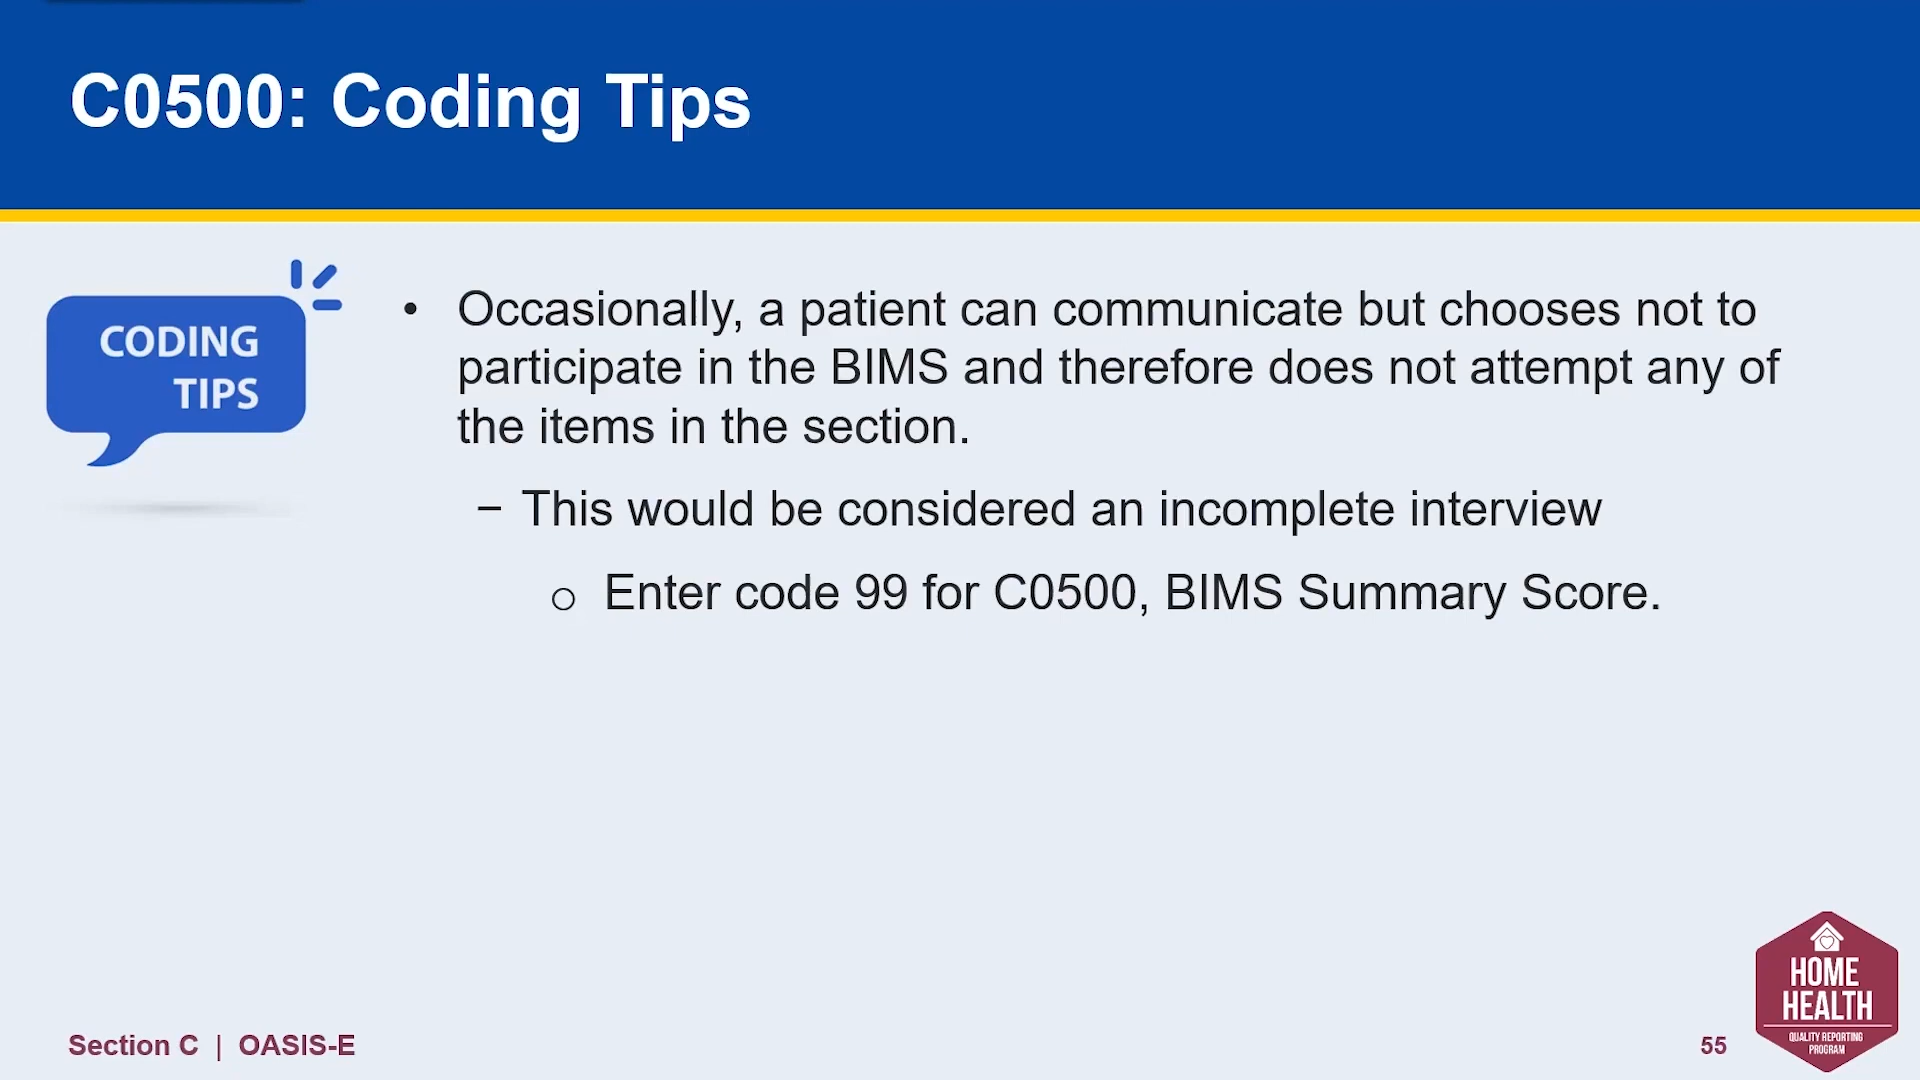 C0500: Coding Tips
CODING
TIPS
• Occasionally, a patient can communicate but chooses not to
participate in the BIMS and therefore does not attempt any of
the items in the section.
− This would be considered an incomplete interview
o Enter code 99 for C0500, BIMS Summary Score.
Section C | OASIS-E
55
HOME
HEALTH
QUALITY REPORTING
PROGRAM